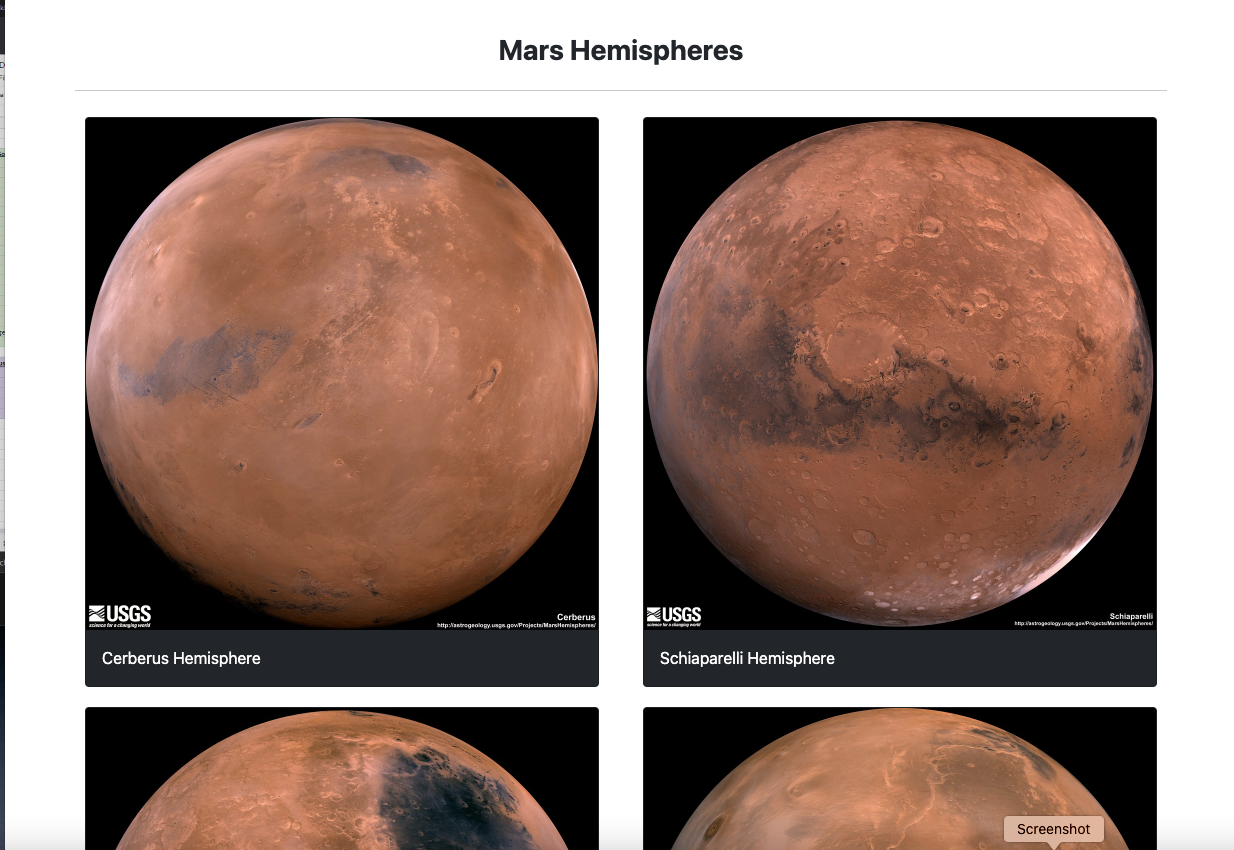 Mars Hemispheres
USGS
science for a changing world
Cerberus
http://astrogeology.usgs.gov/Projects/MarsHemispheres/
Cerberus Hemisphere
USGS
science for a changing world
Schiaparelli
http://astrogeology.usgs.gov/Projects/MarsHemispheres/
Schiaparelli Hemisphere
Screenshot